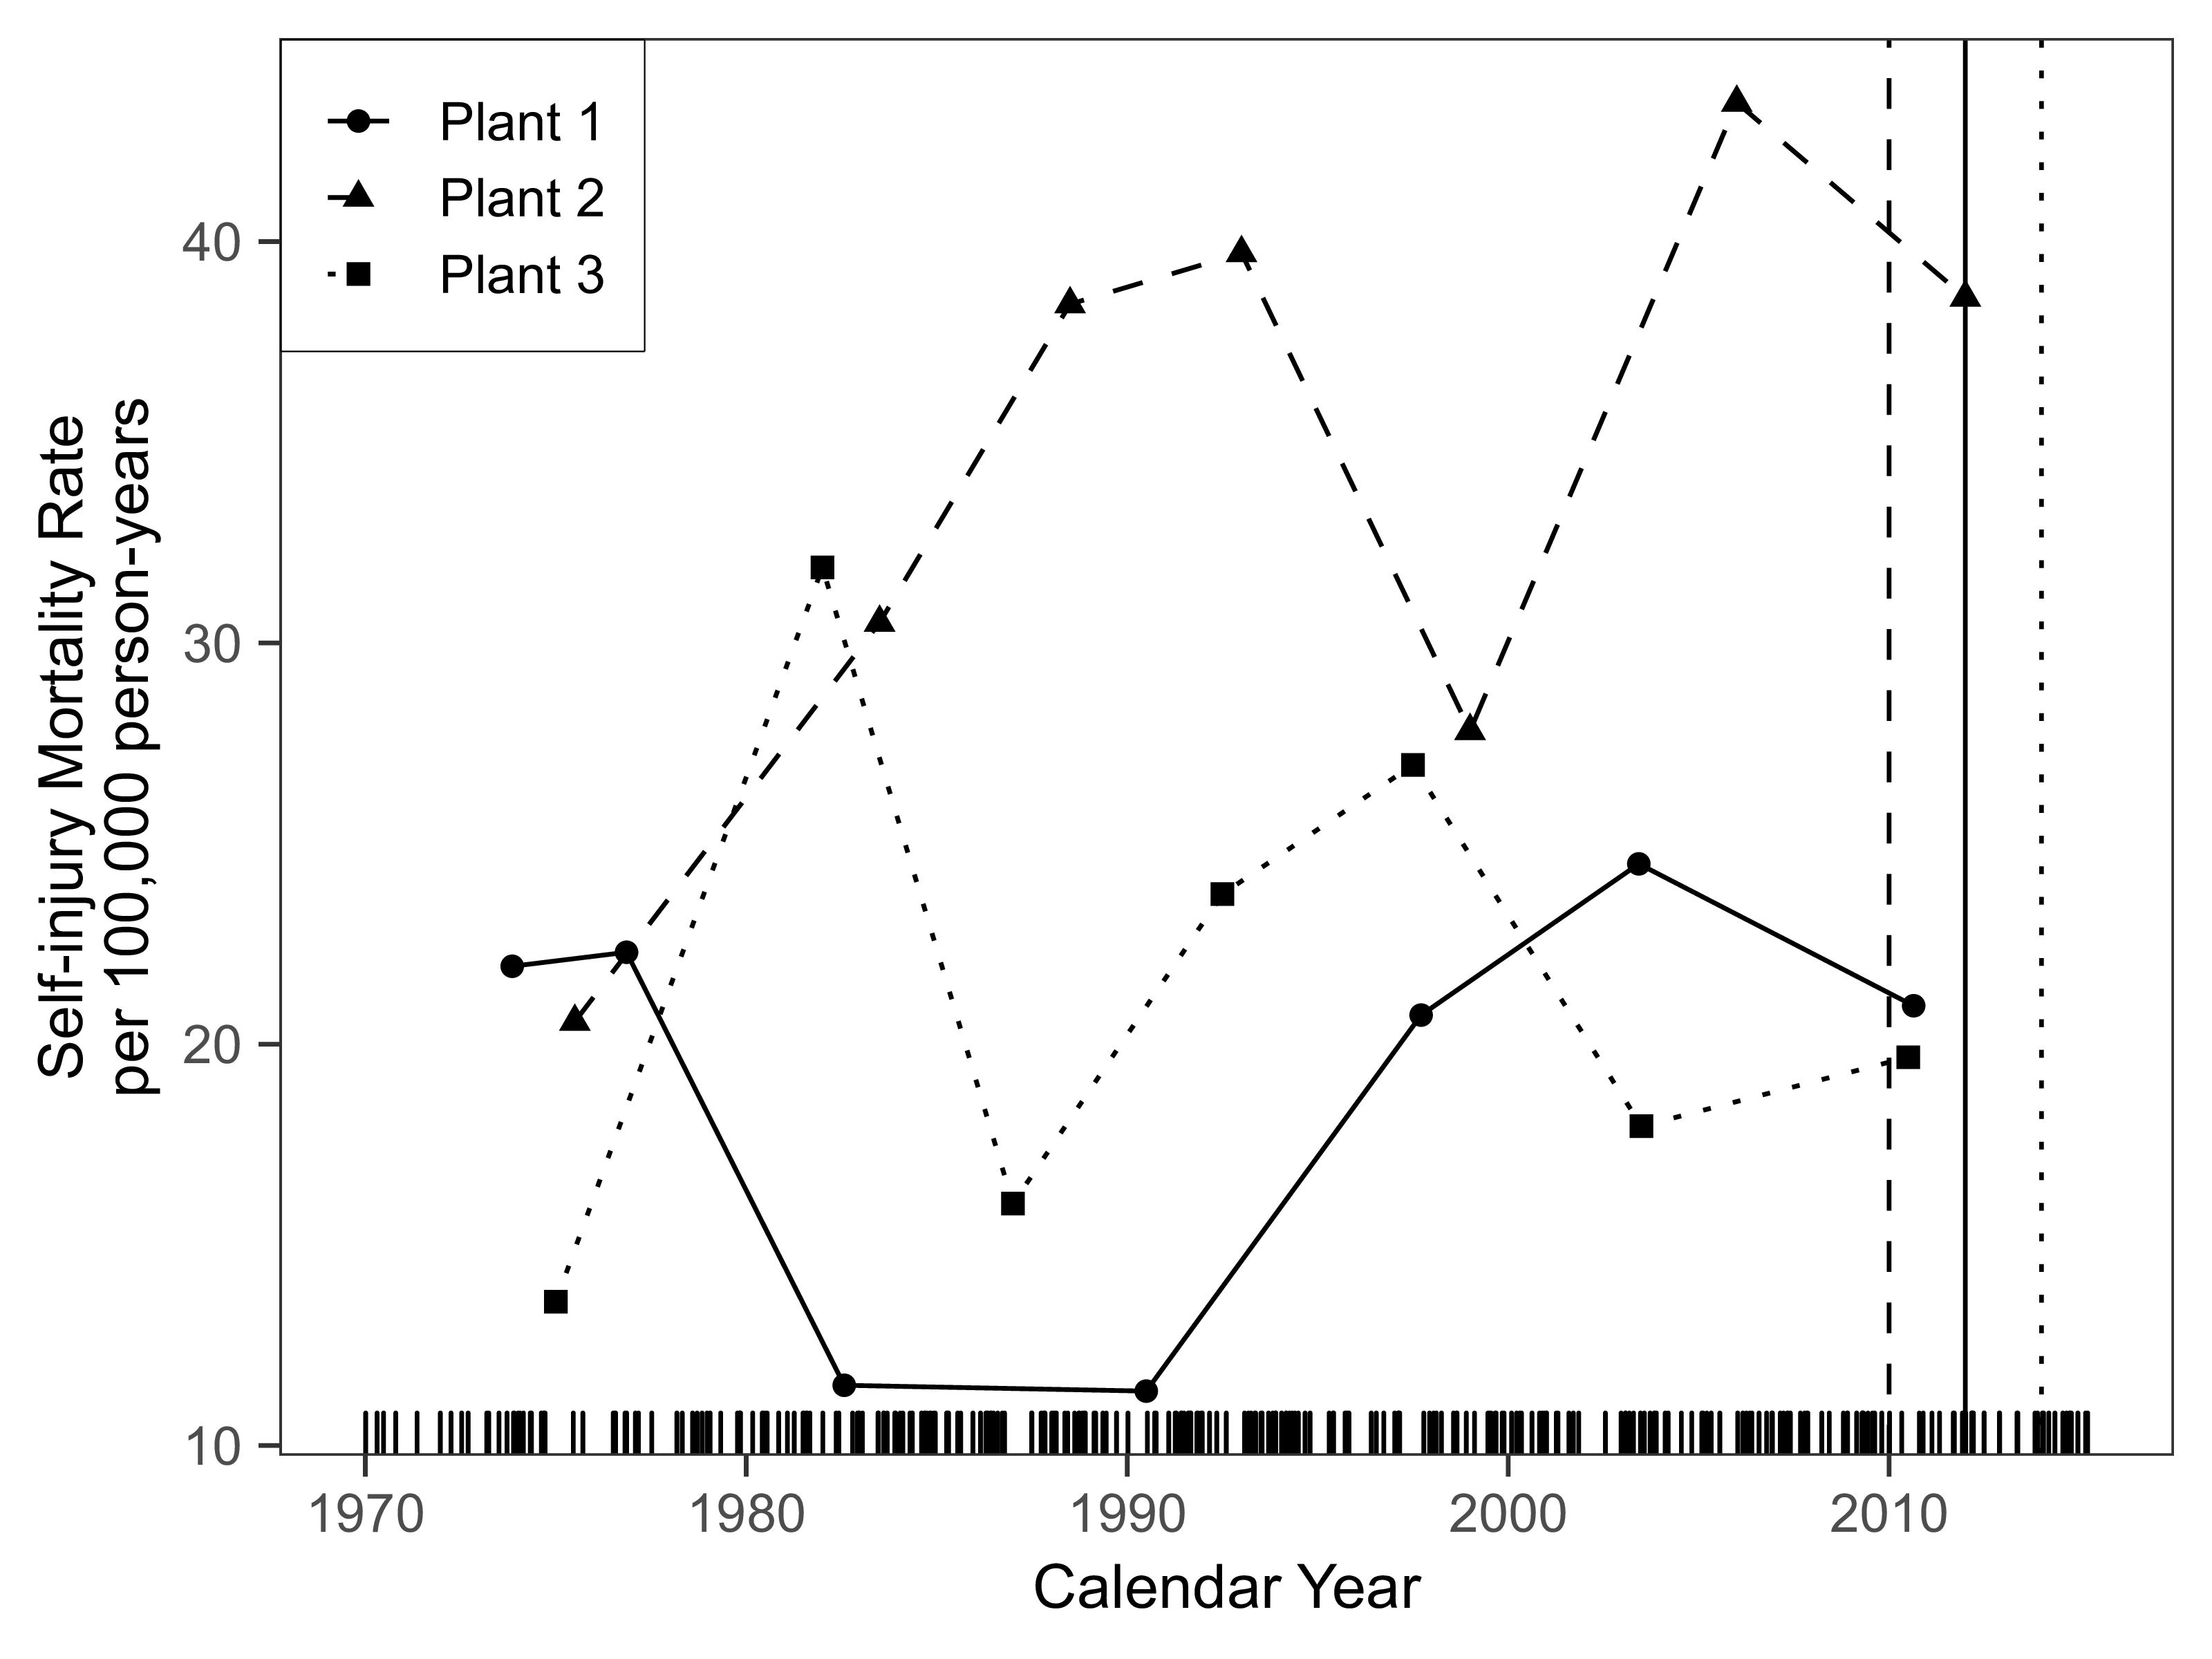 Plant 1
Plant 2
Plant 3
Self-injury Mortality Rate
per 100,000 person-years
40
30
20
10
1970
1980
1990
2000
2010
Calendar Year